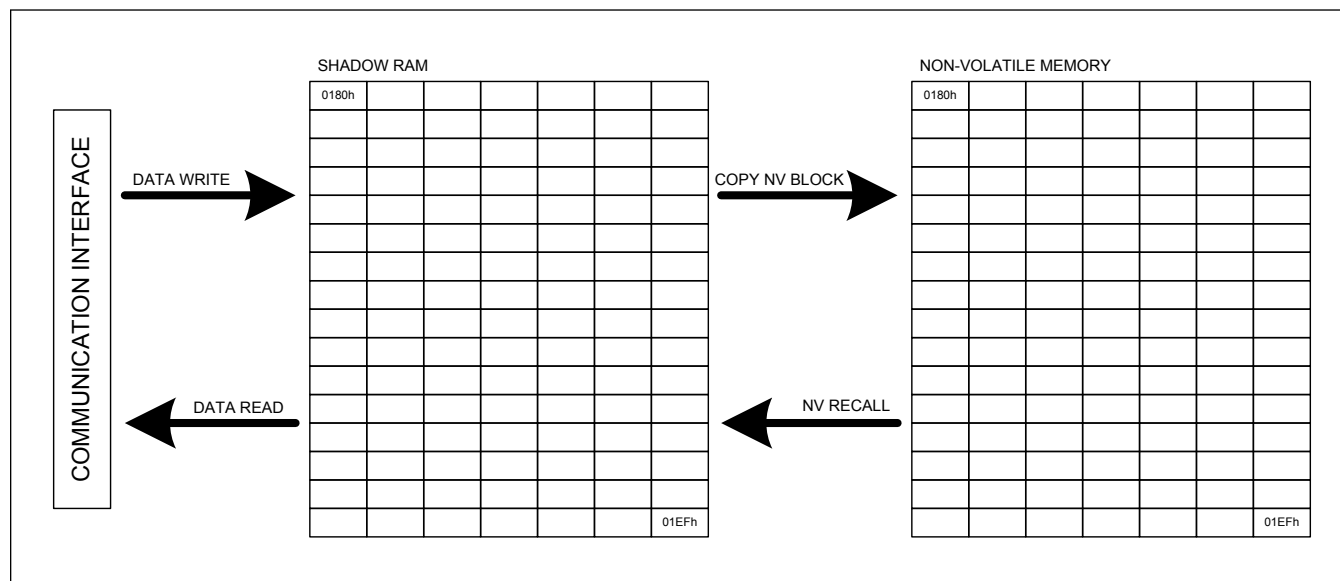 SHADOW RAM
NON-VOLATILE MEMORY
0180h
0180h
COMMUNICATION INTERFACE
DATA WRITE
COPY NV BLOCK
DATA READ
NV RECALL
01EFh
01EFh